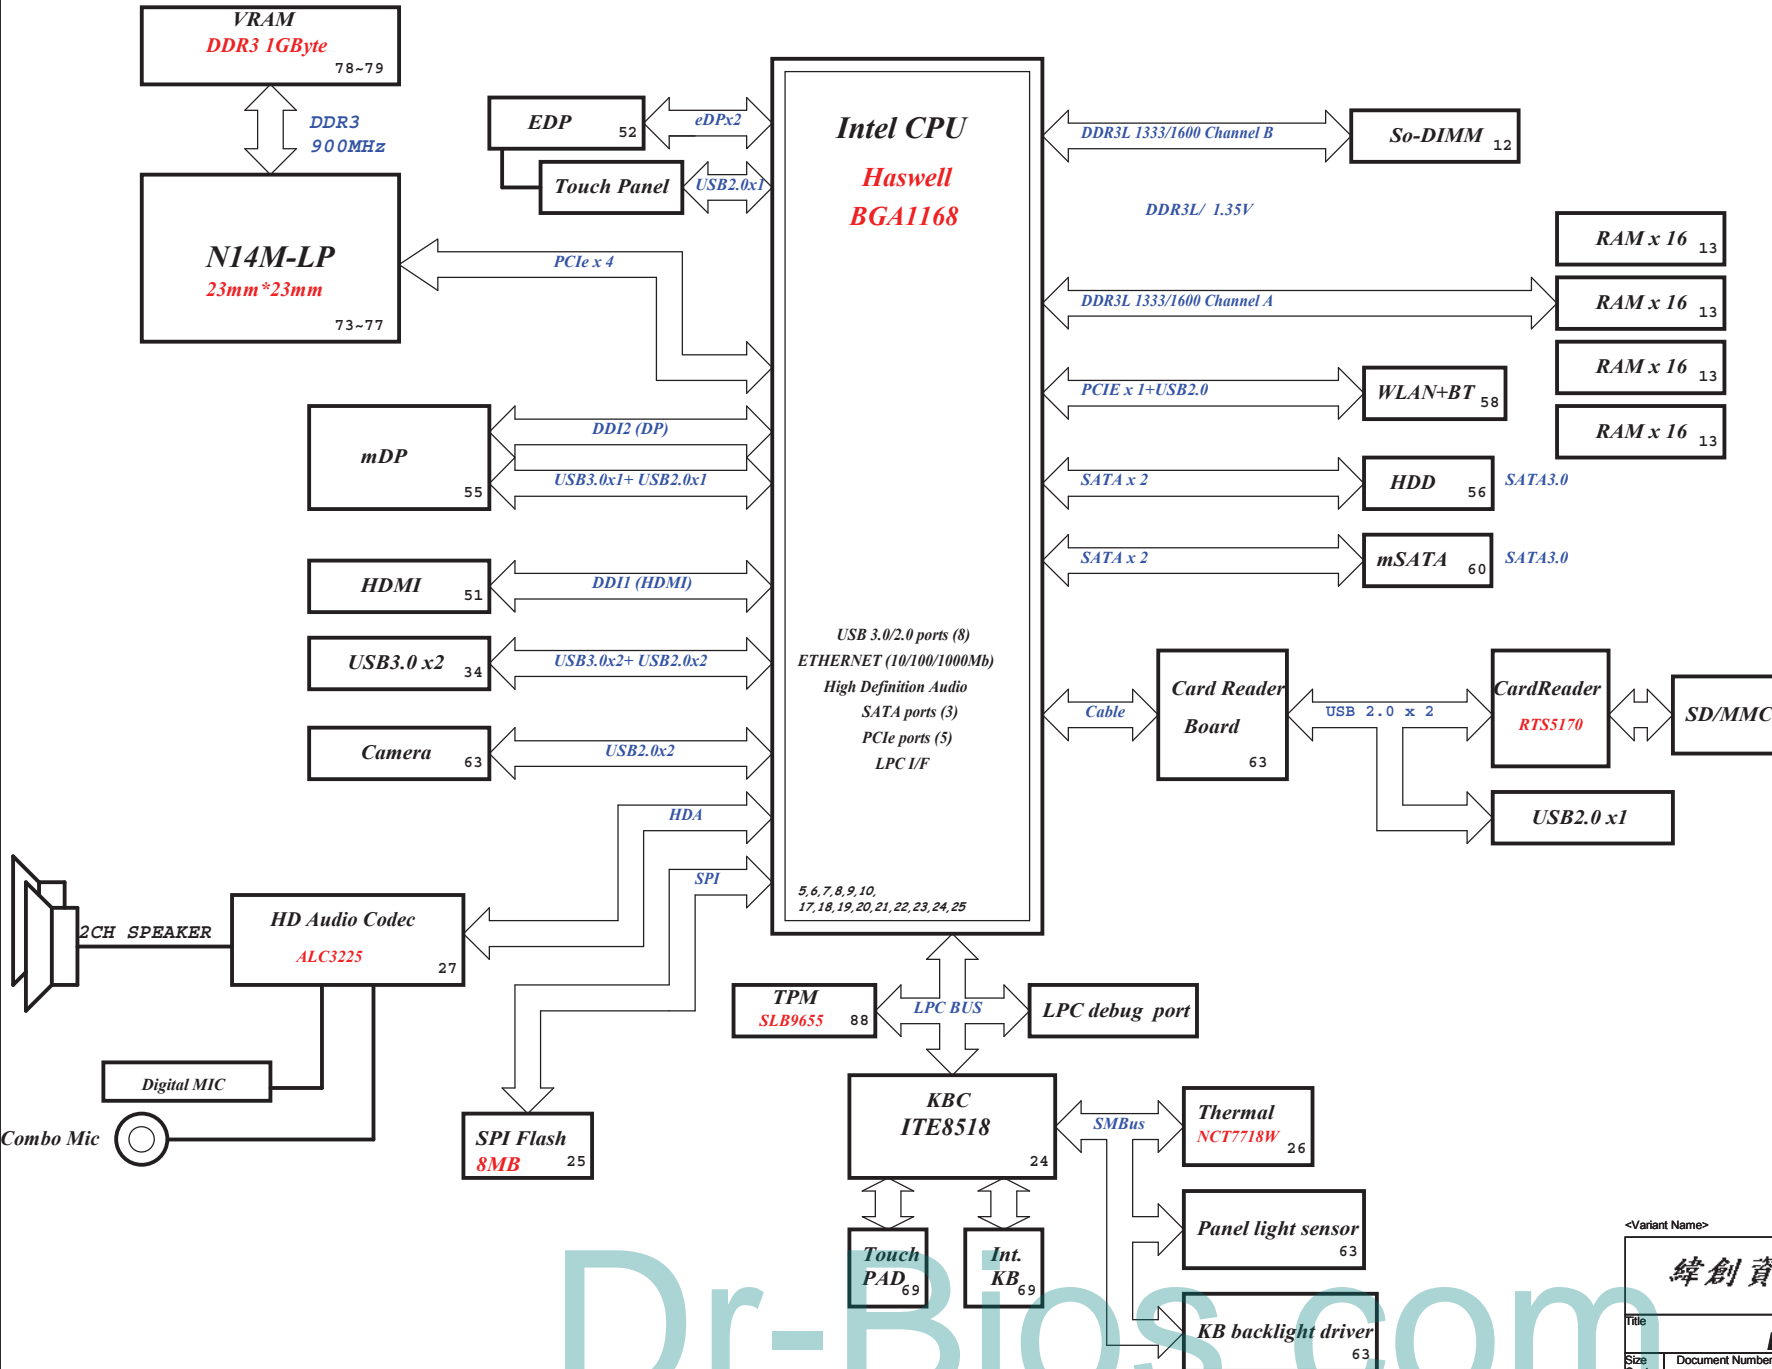 VRAM
DDR3 1GByte
78~79
DDR3
900MHz
N14M-LP
23mm*23mm
73~77
EDP 52
eDPx2
Touch Panel
USB2.0x1
PCIe x 4
mDP
55
DDI2 (DP)
USB3.0x1+ USB2.0x1
HDMI 51
DDI1 (HDMI)
USB3.0 x2 34
USB3.0x2+ USB2.0x2
Camera 63
USB2.0x2
HDA
SPI
2CH SPEAKER
HD Audio Codec
ALC3225
27
Digital MIC
Combo Mic
SPI Flash
8MB 25
Intel CPU
Haswell
BGA1168
USB 3.0/2.0 ports (8)
ETHERNET (10/100/1000Mb)
High Definition Audio
SATA ports (3)
PCIe ports (5)
LPC I/F
5,6,7,8,9,10,
17,18,19,20,21,22,23,24,25
DDR3L 1333/1600 Channel B
So-DIMM 12
DDR3L/ 1.35V
DDR3L 1333/1600 Channel A
RAM x 16 13
RAM x 16 13
RAM x 16 13
RAM x 16 13
PCIE x 1+USB2.0
WLAN+BT 58
SATA x 2
HDD 56
SATA3.0
SATA x 2
mSATA 60
SATA3.0
Cable
Card Reader
Board
63
USB 2.0 x 2
CardReader
RTS5170
SD/MMC
USB2.0 x1
TPM
SLB9655 88
LPC BUS
LPC debug port
KBC
ITE8518
24
SMBus
Thermal
NCT7718W
26
Panel light sensor
63
KB backlight driver
63
Touch
PAD 69
Int.
KB 69
Dr-Bios.com
<Variant Name>
緯創資
Title
Size
Document Number